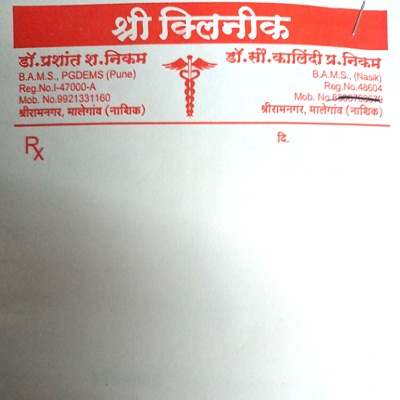 श्री क्लिनीक
डॉ.प्रशांत श.निकम
B.A.M.S., PGDEMS (Pune)
Reg.No.I-47000-A
Mob. No.9921331160
श्रीरामनगर, मालेगांव (नाशिक)
डॉ.सौ.कालिंदी प्र.निकम
B.A.M.S., (Nasik)
Reg.No.48604
Mob. No.
श्रीरामनगर, मालेगांव (नाशिक)
Rx
दि.